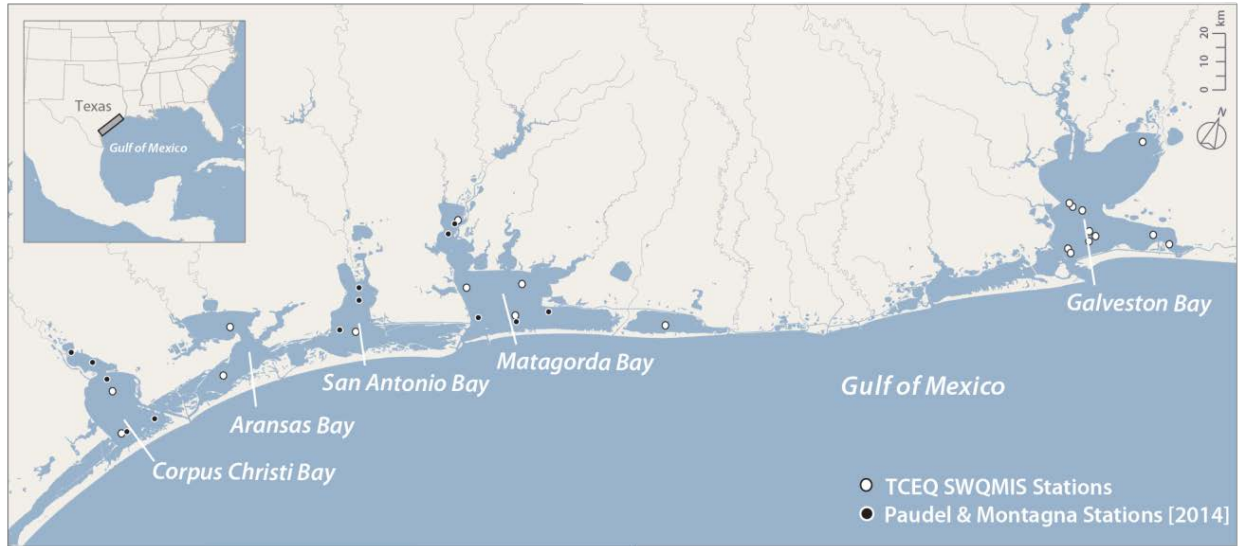 Texas
Gulf of Mexico
20
10
0
km
N
Galveston Bay
Matagorda Bay
San Antonio Bay
Gulf of Mexico
Aransas Bay
Corpus Christi Bay
TCEQ SWQMIS Stations
Paudel & Montagna Stations [2014]